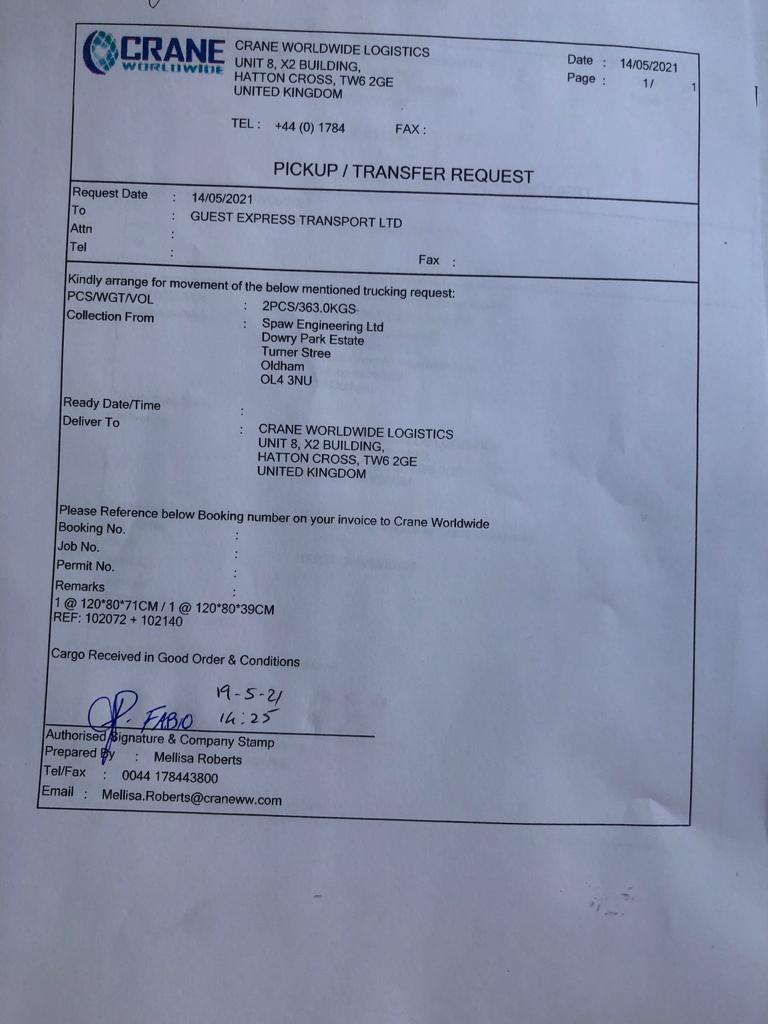 CRANE
WORLDWIDE
CRANE WORLDWIDE LOGISTICS
UNIT 8, X2 BUILDING,
HATTON CROSS, TW6 2GE
UNITED KINGDOM
Date : 14/05/2021
Page : 1/ 1
TEL : +44 (0) 1784 FAX :
PICKUP / TRANSFER REQUEST
Request Date : 14/05/2021
To : GUEST EXPRESS TRANSPORT LTD
Attn :
Tel : Fax :
Kindly arrange for movement of the below mentioned trucking request:
PCS/WGT/VOL : 2PCS/363.0KGS
Collection From : Spaw Engineering Ltd
Dowry Park Estate
Turner Stree
Oldham
OL4 3NU
Ready Date/Time :
Deliver To : CRANE WORLDWIDE LOGISTICS
UNIT 8, X2 BUILDING,
HATTON CROSS, TW6 2GE
UNITED KINGDOM
Please Reference below Booking number on your invoice to Crane Worldwide
Booking No. :
Job No. :
Permit No. :
Remarks :
1 @ 120*80*71CM / 1 @ 120*80*39CM
REF: 102072 + 102140
Cargo Received in Good Order & Conditions
19-5-21
FABIO 14:25
Authorised Signature & Company Stamp
Prepared By : Mellisa Roberts
Tel/Fax : 0044 178443800
Email : Mellisa.Roberts@craneww.com